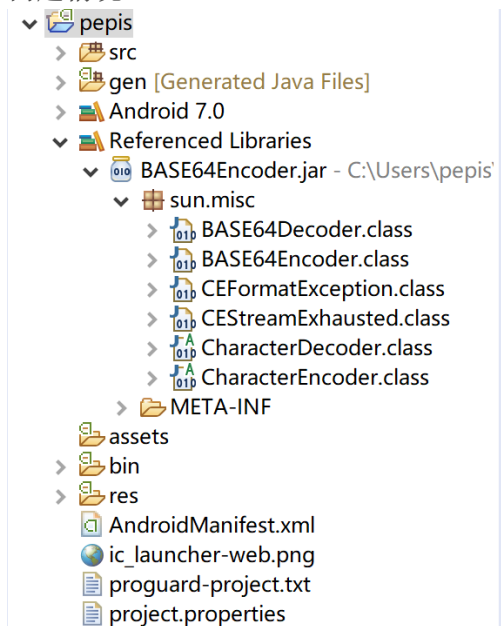 pepis
src
gen [Generated Java Files]
Android 7.0
Referenced Libraries
BASE64Encoder.jar - C:\Users\pepis\
sun.misc
BASE64Decoder.class
BASE64Encoder.class
CEFormatException.class
CEStreamExhausted.class
CharacterDecoder.class
CharacterEncoder.class
META-INF
assets
bin
res
AndroidManifest.xml
ic_launcher-web.png
proguard-project.txt
project.properties